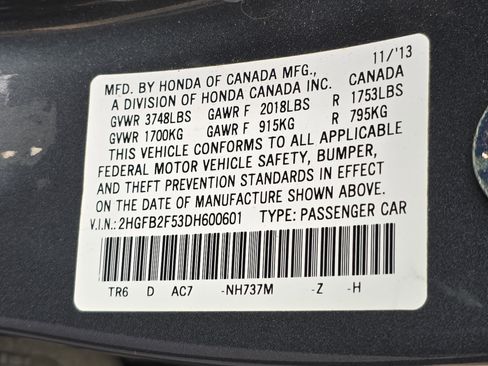 11/'13
MFD. BY HONDA OF CANADA MFG., CANADA
A DIVISION OF HONDA CANADA INC.
GVWR 3748LBS GAWR F 2018LBS R 1753LBS
GVWR 1700KG GAWR F 915KG R 795KG
THIS VEHICLE CONFORMS TO ALL APPLICABLE
FEDERAL MOTOR VEHICLE SAFETY, BUMPER,
AND THEFT PREVENTION STANDARDS IN EFFECT
ON THE DATE OF MANUFACTURE SHOWN ABOVE.
V.I.N.: 2HGFB2F53DH600601 TYPE: PASSENGER CAR
TR6 D AC7 -NH737M -Z -H